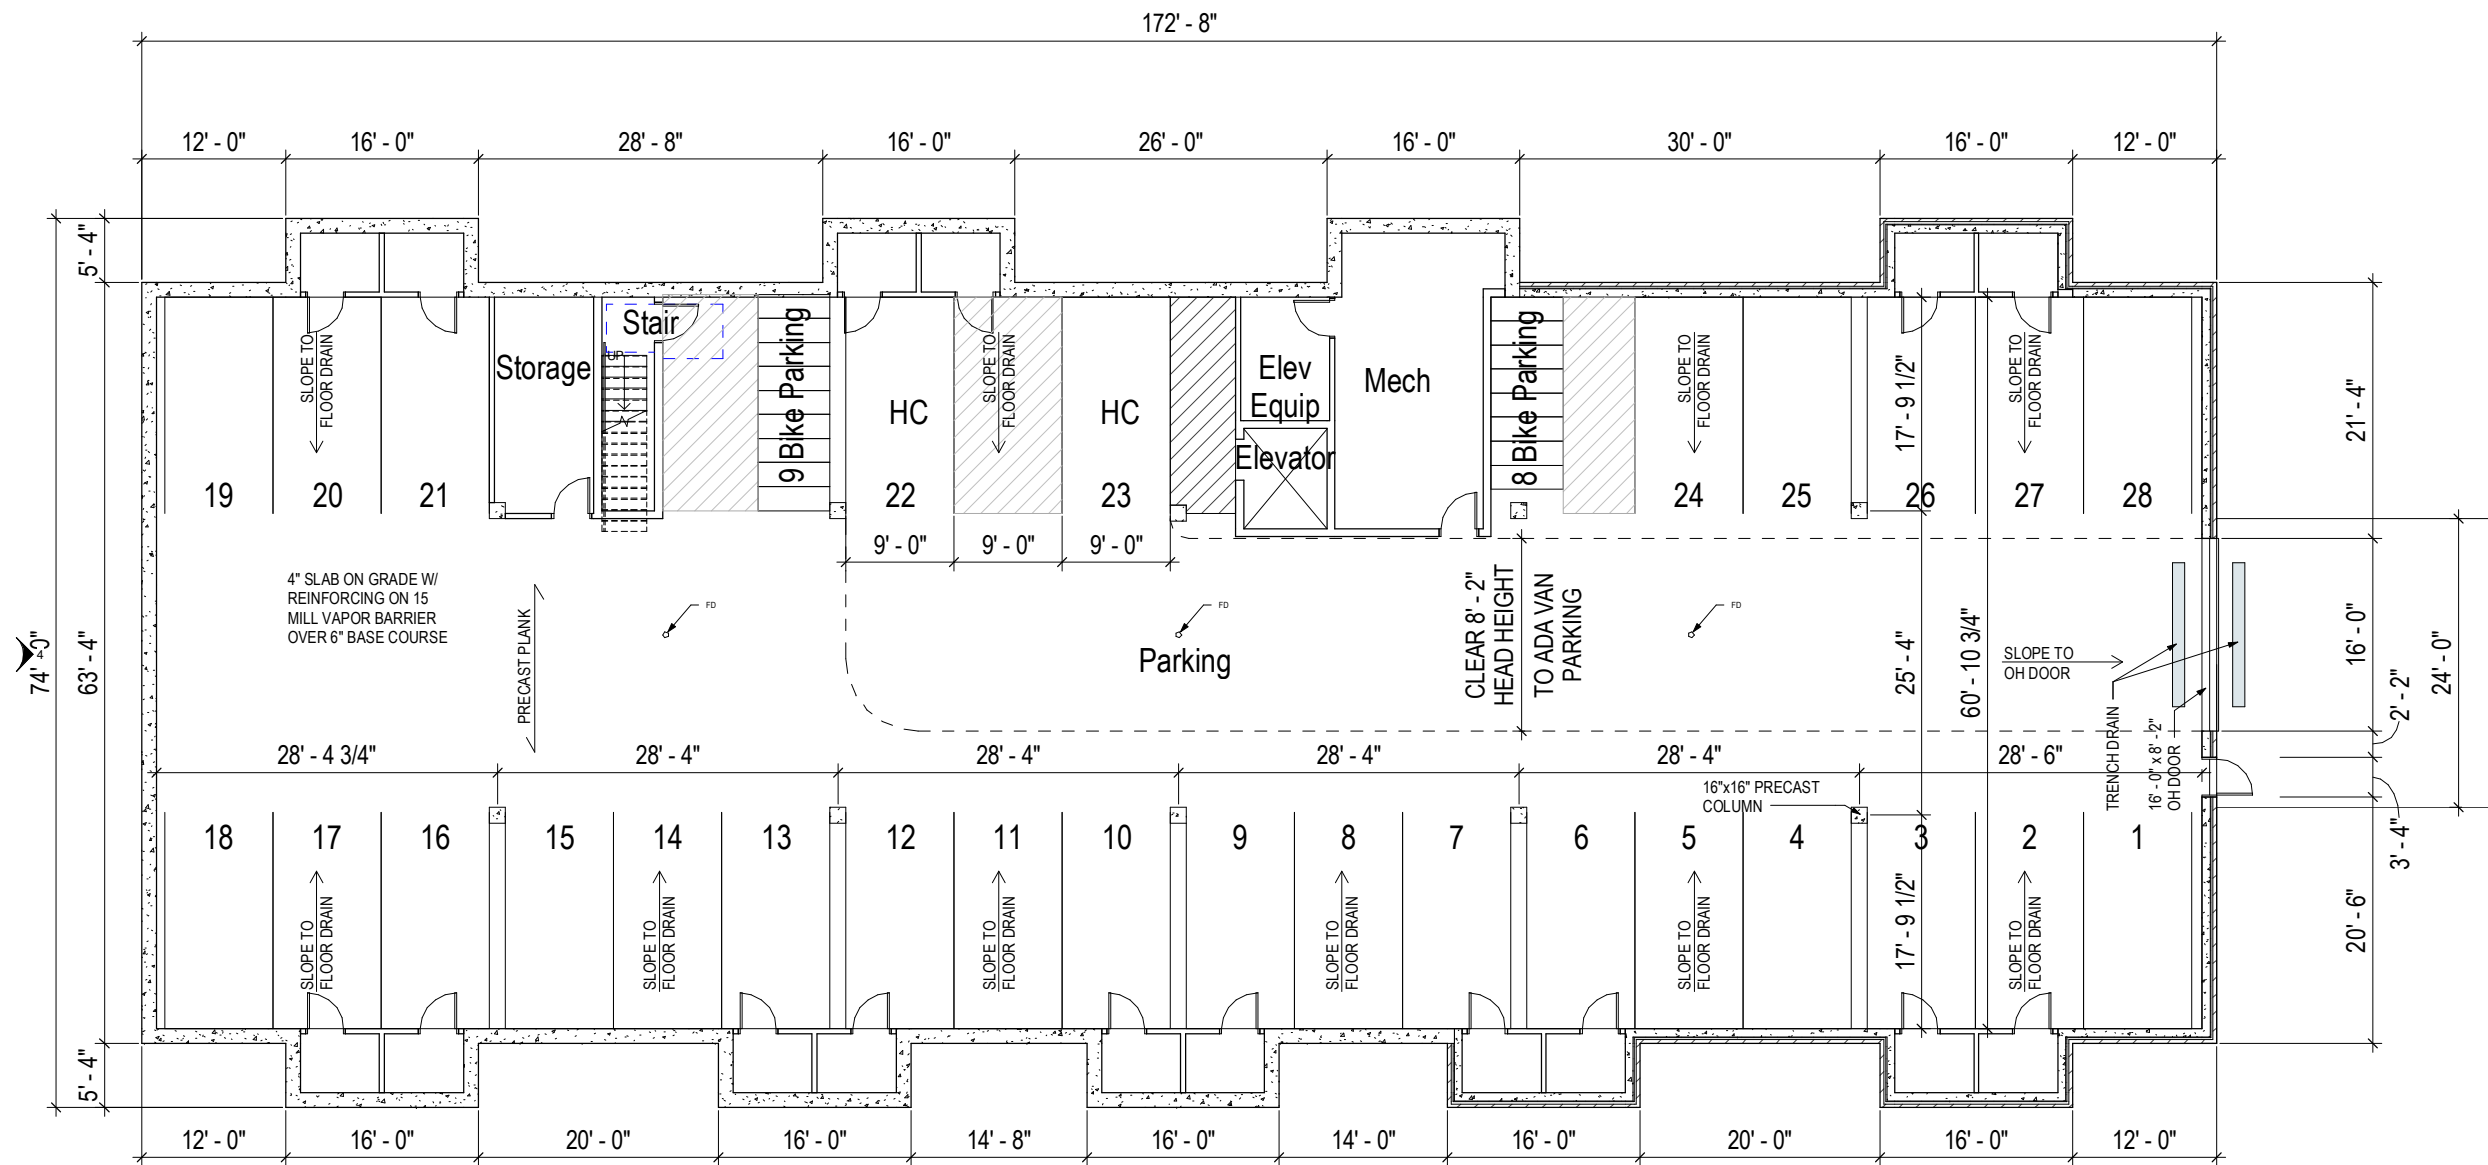 172' - 8"
12' - 0"
16' - 0"
28' - 8"
16' - 0"
26' - 0"
16' - 0"
30' - 0"
16' - 0"
12' - 0"
5' - 4"
74' - 0"
63' - 4"
5' - 4"
4
Storage
Stair
UP
9 Bike Parking
HC
HC
Elev
Equip
Elevator
Mech
8 Bike Parking
SLOPE TO
FLOOR DRAIN
SLOPE TO
FLOOR DRAIN
SLOPE TO
FLOOR DRAIN
SLOPE TO
FLOOR DRAIN
17' - 9 1/2"
19
20
21
22
23
24
25
26
27
28
9' - 0"
9' - 0"
9' - 0"
4" SLAB ON GRADE W/
REINFORCING ON 15
MILL VAPOR BARRIER
OVER 6" BASE COURSE
PRECAST PLANK
FD
FD
FD
Parking
CLEAR 8' - 2"
HEAD HEIGHT
TO ADA VAN
PARKING
25' - 4"
60' - 10 3/4"
SLOPE TO
OH DOOR
TRENCH DRAIN
16' - 0" x 8' - 2"
OH DOOR
21' - 4"
16' - 0"
2' - 2"
24' - 0"
3' - 4"
20' - 6"
28' - 4 3/4"
28' - 4"
28' - 4"
28' - 4"
28' - 4"
28' - 6"
16"x16" PRECAST
COLUMN
18
17
16
15
14
13
12
11
10
9
8
7
6
5
4
3
2
1
SLOPE TO
FLOOR DRAIN
SLOPE TO
FLOOR DRAIN
SLOPE TO
FLOOR DRAIN
SLOPE TO
FLOOR DRAIN
SLOPE TO
FLOOR DRAIN
17' - 9 1/2"
SLOPE TO
FLOOR DRAIN
12' - 0"
16' - 0"
20' - 0"
16' - 0"
14' - 8"
16' - 0"
14' - 0"
16' - 0"
20' - 0"
16' - 0"
12' - 0"